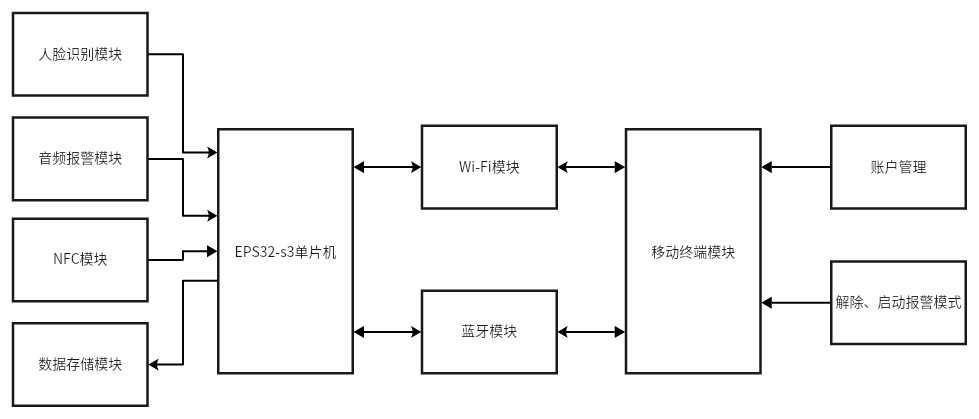 人脸识别模块
音频报警模块
NFC模块
数据存储模块
EPS32-s3单片机
Wi-Fi模块
蓝牙模块
移动终端模块
账户管理
解除、启动报警模式